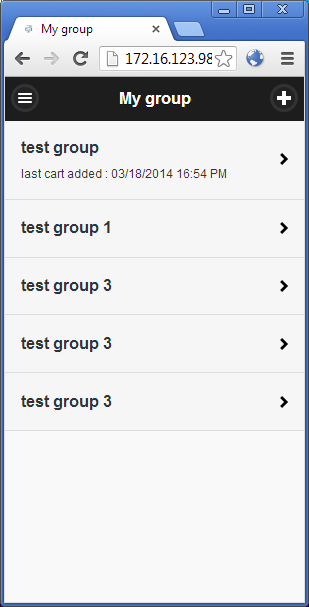 My group
172.16.123.98
My group
test group
last cart added : 03/18/2014 16:54 PM
test group 1
test group 3
test group 3
test group 3